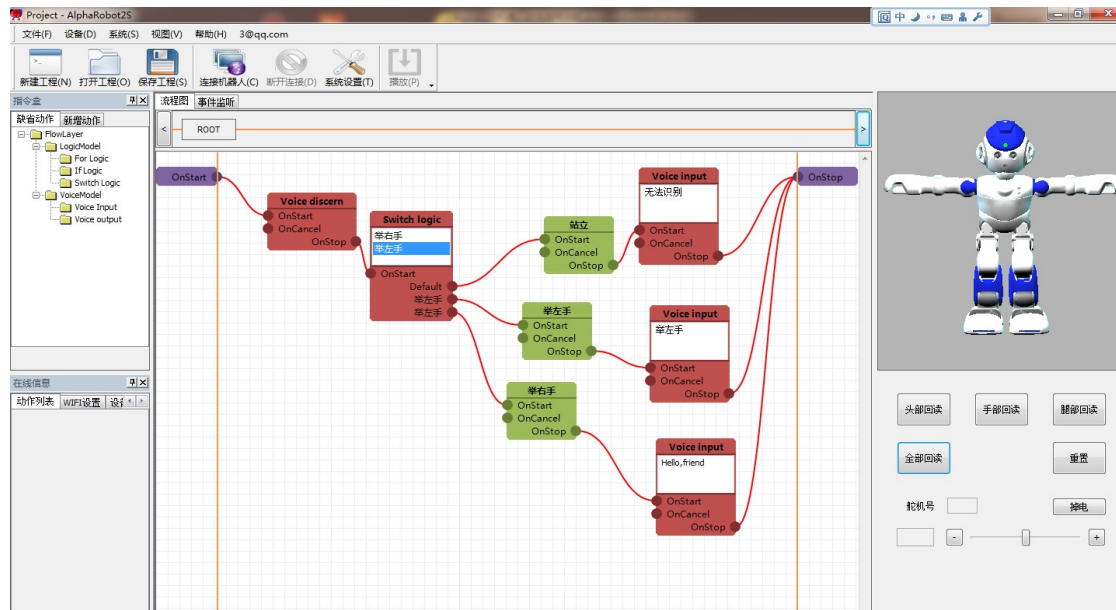 Project - AlphaRobot2S
中
文件(F) 设备(D) 系统(S) 视图(V) 帮助(H) 3@qq.com
新建工程(N) 打开工程(O) 保存工程(S) 连接机器人(C) 断开连接(D) 系统设置(T) 播放(P)
指令盒
缺省动作 新增动作
FlowLayer
LogicModel
For Logic
If Logic
Switch Logic
VoiceModel
Voice Input
Voice output
在线信息
动作列表 WIFI设置
流程图 事件监听
< ROOT >
OnStart
Voice discern
OnStart
OnCancel
OnStop
Switch logic
举右手
举左手
OnStart
Default
举左手
举左手
站立
OnStart
OnCancel
OnStop
举左手
OnStart
OnCancel
OnStop
举右手
OnStart
OnCancel
OnStop
Voice input
无法识别
OnStart
OnCancel
OnStop
Voice input
举左手
OnStart
OnCancel
OnStop
Voice input
Hello,friend
OnStart
OnCancel
OnStop
OnStop
头部回读 手部回读 腿部回读
全部回读 重置
舵机号 掉电
- +